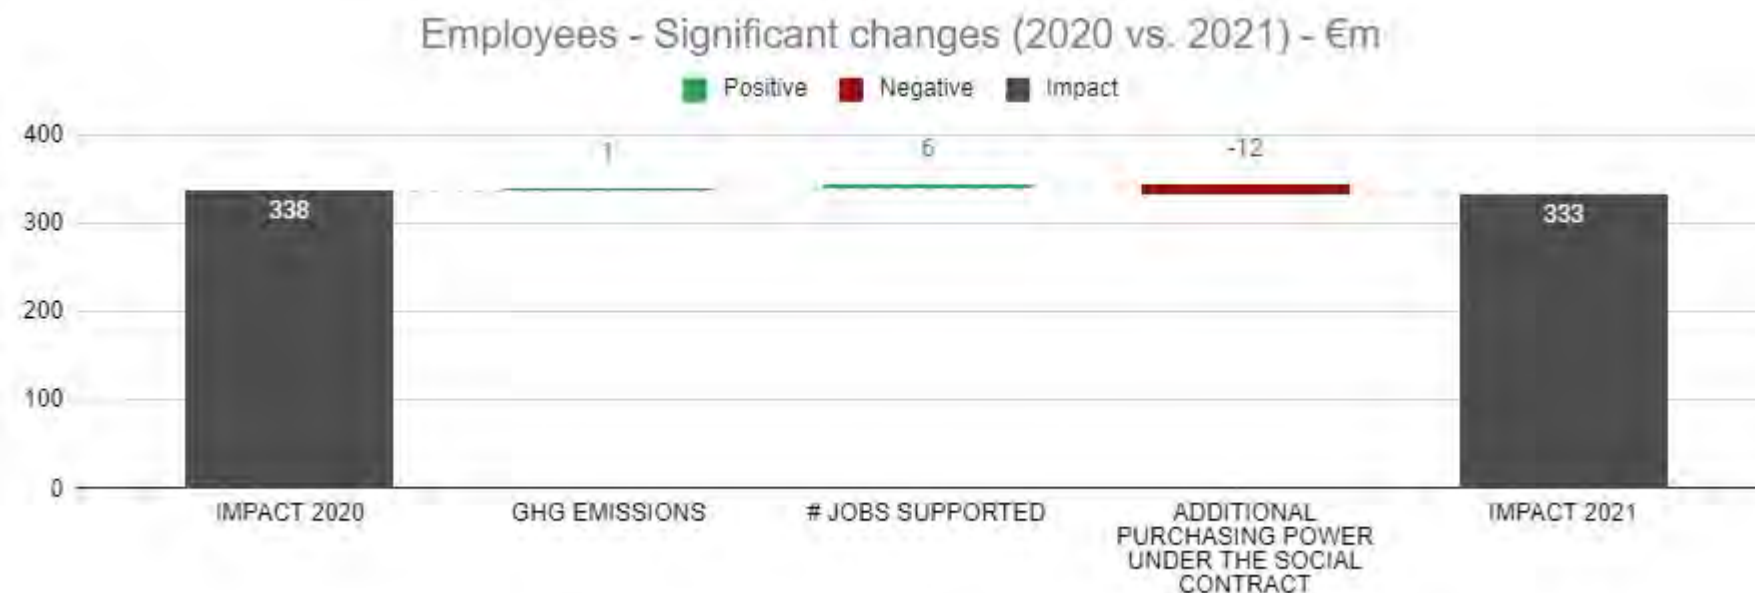 Employees - Significant changes (2020 vs. 2021) - €m
Positive Negative Impact
400
300
200
100
0
1
6
-12
338
333
IMPACT 2020
GHG EMISSIONS
# JOBS SUPPORTED
ADDITIONAL
PURCHASING POWER
UNDER THE SOCIAL
CONTRACT
IMPACT 2021